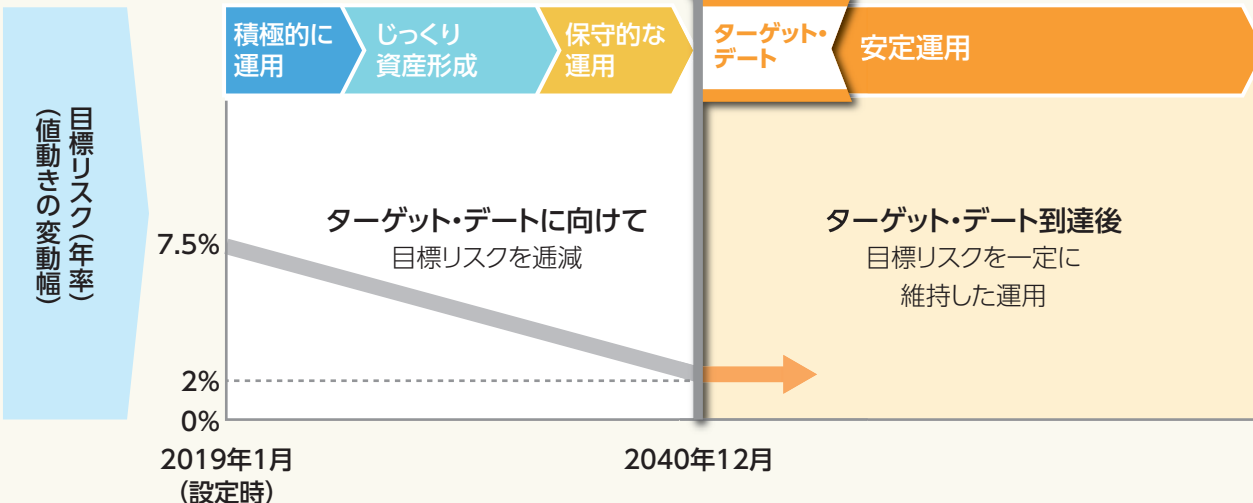 積極的に
運用
じっくり
資産形成
保守的な
運用
ターゲット・
デート
安定運用
目標リスク（年率）
（値動きの変動幅）
ターゲット・デートに向けて
目標リスクを逓減
ターゲット・デート到達後
目標リスクを一定に
維持した運用
7.5%
2%
0%
2019年1月
（設定時）
2040年12月